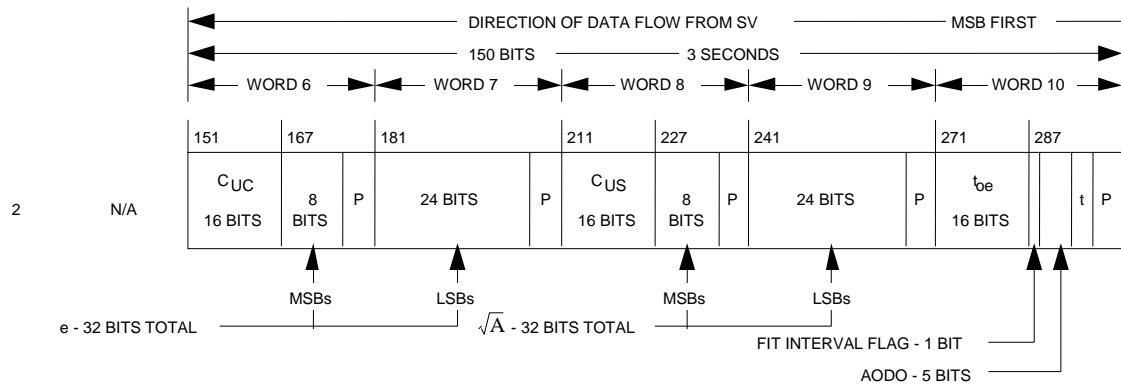 DIRECTION OF DATA FLOW FROM SV MSB FIRST
150 BITS 3 SECONDS
WORD 6 WORD 7 WORD 8 WORD 9 WORD 10
151 167 181 211 227 241 271 287
2 N/A
CUC
16 BITS
8
BITS
P
24 BITS
P
CUS
16 BITS
8
BITS
P
24 BITS
P
toe
16 BITS
t
P
MSBs LSBs MSBs LSBs
e - 32 BITS TOTAL √A - 32 BITS TOTAL
FIT INTERVAL FLAG - 1 BIT
AODO - 5 BITS